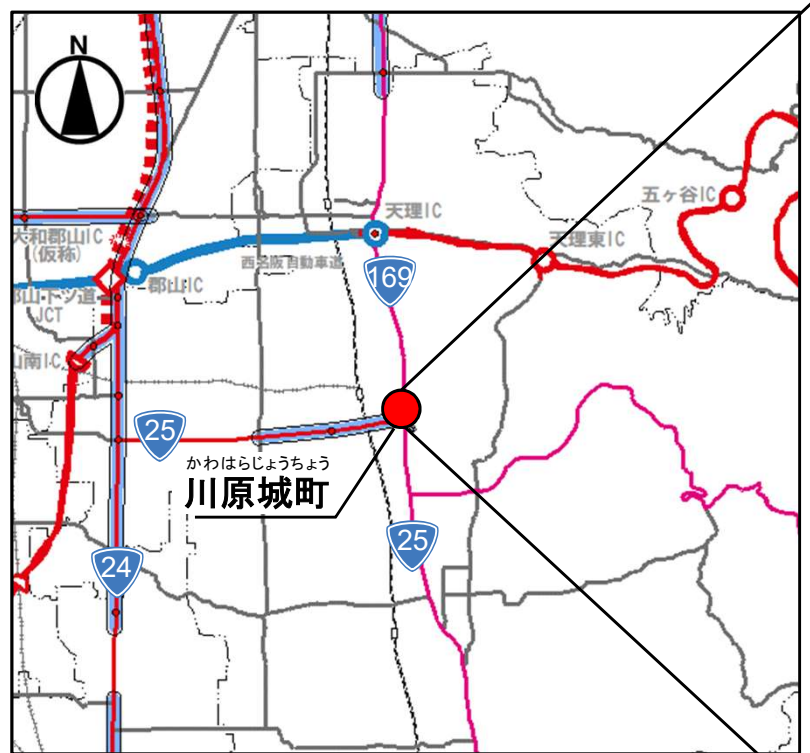 N
五ヶ谷IC
天理IC
天理東IC
大和郡山IC
(仮称)
西名阪自動車道
169
郡山IC
郡山下ツ道
JCT
山南IC
25
かわはらじょうちょう
川原城町
25
24